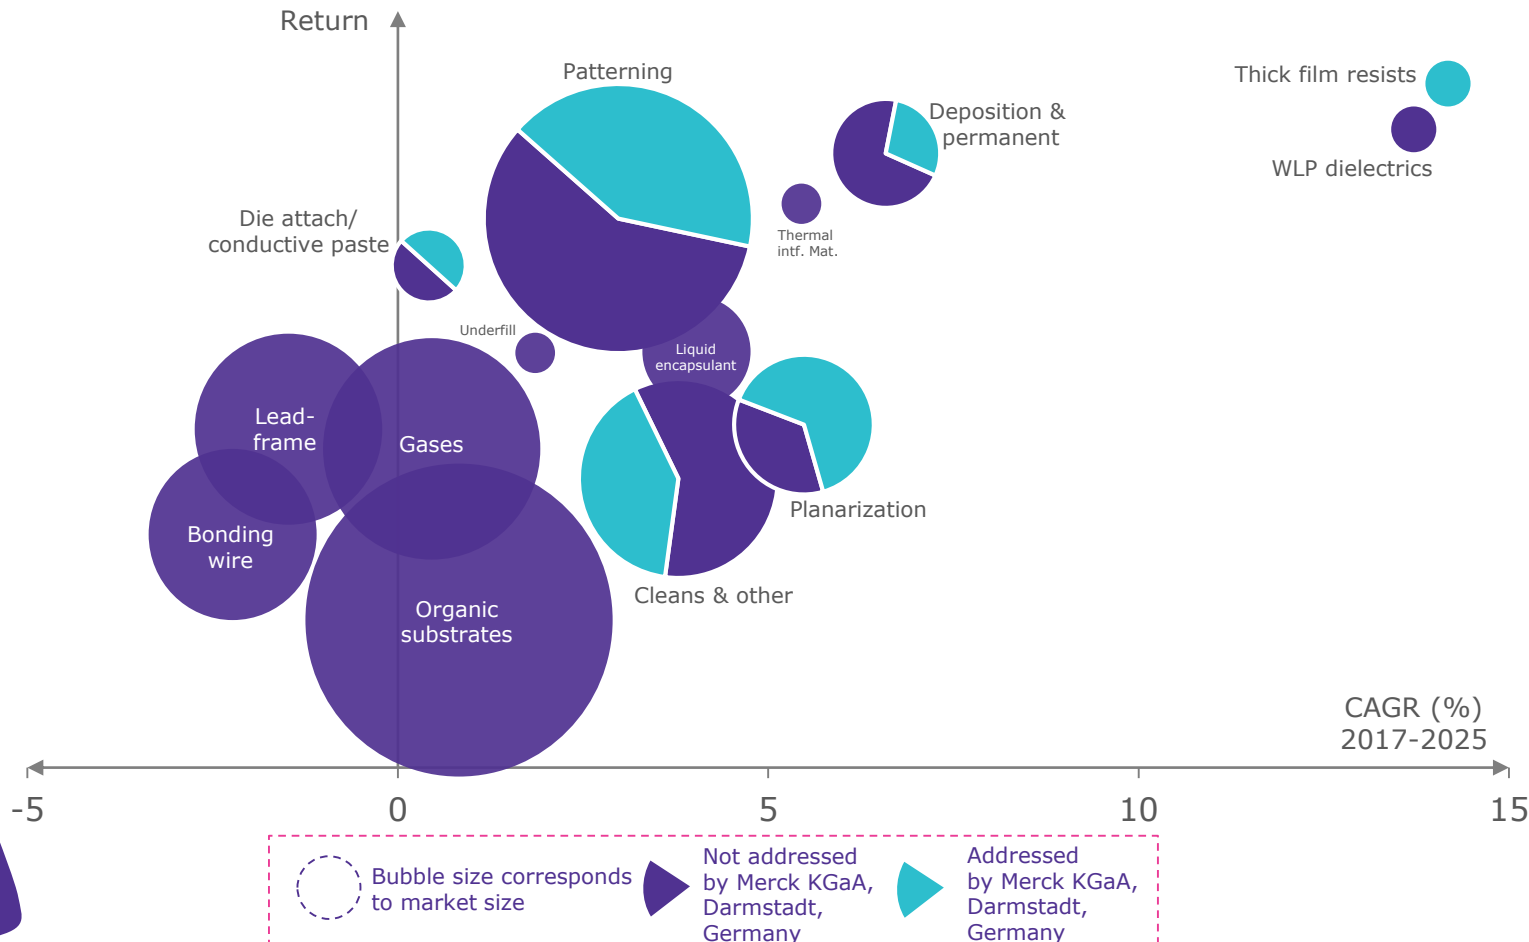 Return
Patterning
Thick film resists
Deposition &
permanent
WLP dielectrics
Die attach/
conductive paste
Thermal
intf. Mat.
Underfill
Liquid
encapsulant
Lead-
frame
Gases
Planarization
Bonding
wire
Cleans & other
Organic
substrates
CAGR (%)
2017-2025
-5
0
5
10
15
Bubble size corresponds
to market size
Not addressed
by Merck KGaA,
Darmstadt,
Germany
Addressed
by Merck KGaA,
Darmstadt,
Germany